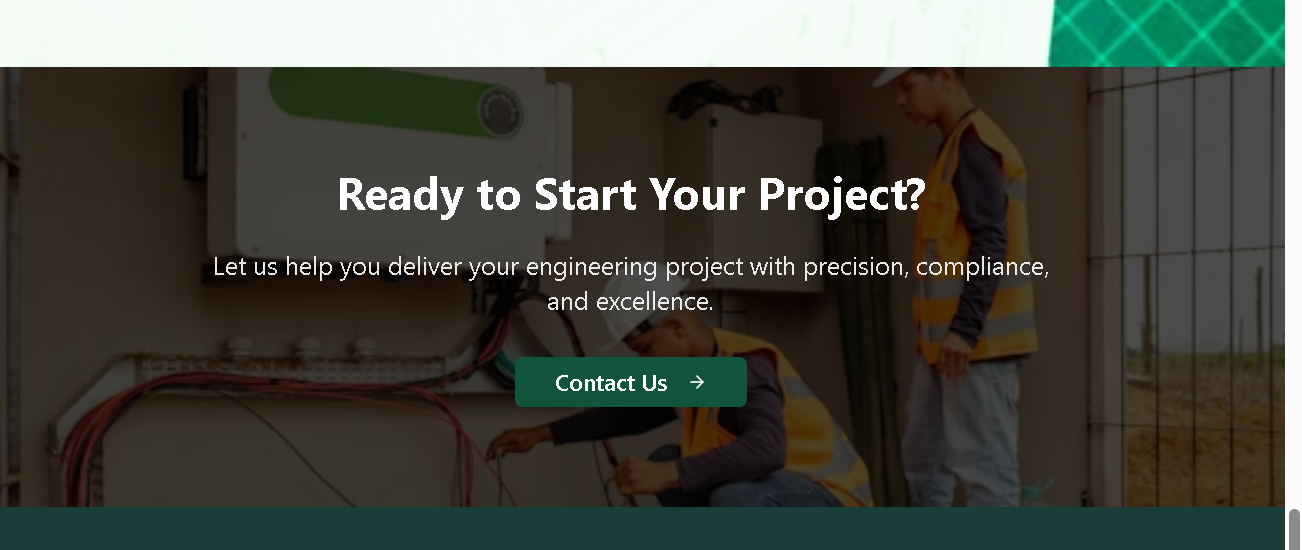 Ready to Start Your Project?
Let us help you deliver your engineering project with precision, compliance,
and excellence.
Contact Us →